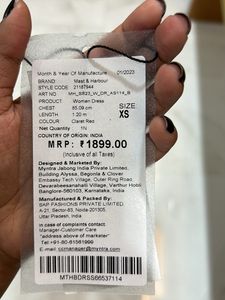 Month & Year Of Manufacture : 01/2023
BRAND : Mast & Harbour
STYLE CODE : 21187944
ART NO : MH_SR23_W_DR_AS114_B
PRODUCT : Women Dress
CHEST : 85.09 cm
LENGTH : 1.20 m
COLOUR : Claret Red
Net Quantity : 1N
SIZE:
XS
COUNTRY OF ORIGIN: INDIA
MRP: ₹1899.00
(Inclusive of all Taxes)
Designed & Marketed By:
Myntra Jabong India Private Limited,
Building Alyssa, Begonia & Clover
Embassy Tech Village, Outer Ring Road
Devarabeesanahalli Village, Varthur Hobli
Banglore-560103, Karnataka, India
Manufactured & Packed By:
SAP FASHIONS PRIVATE LIMITED
A-21, Sector-83, Noida-201305,
Uttar Pradesh, India
In case of complaints contact:
Manager-Customer Care
"address above of marketer"
Tel :+91-80-61561999
Email: ccmanager@myntra.com
MTHBDRSS66537114